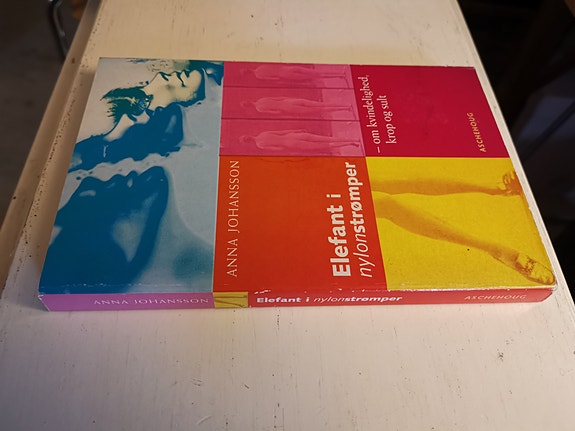 ANNA JOHANSSON
Elefant i
nylonstrømper
– om kvindelighed,
krop og sult
ASCHEHOUG
ANNA JOHANSSON
Elefant i nylonstrømper
ASCHEHOUG